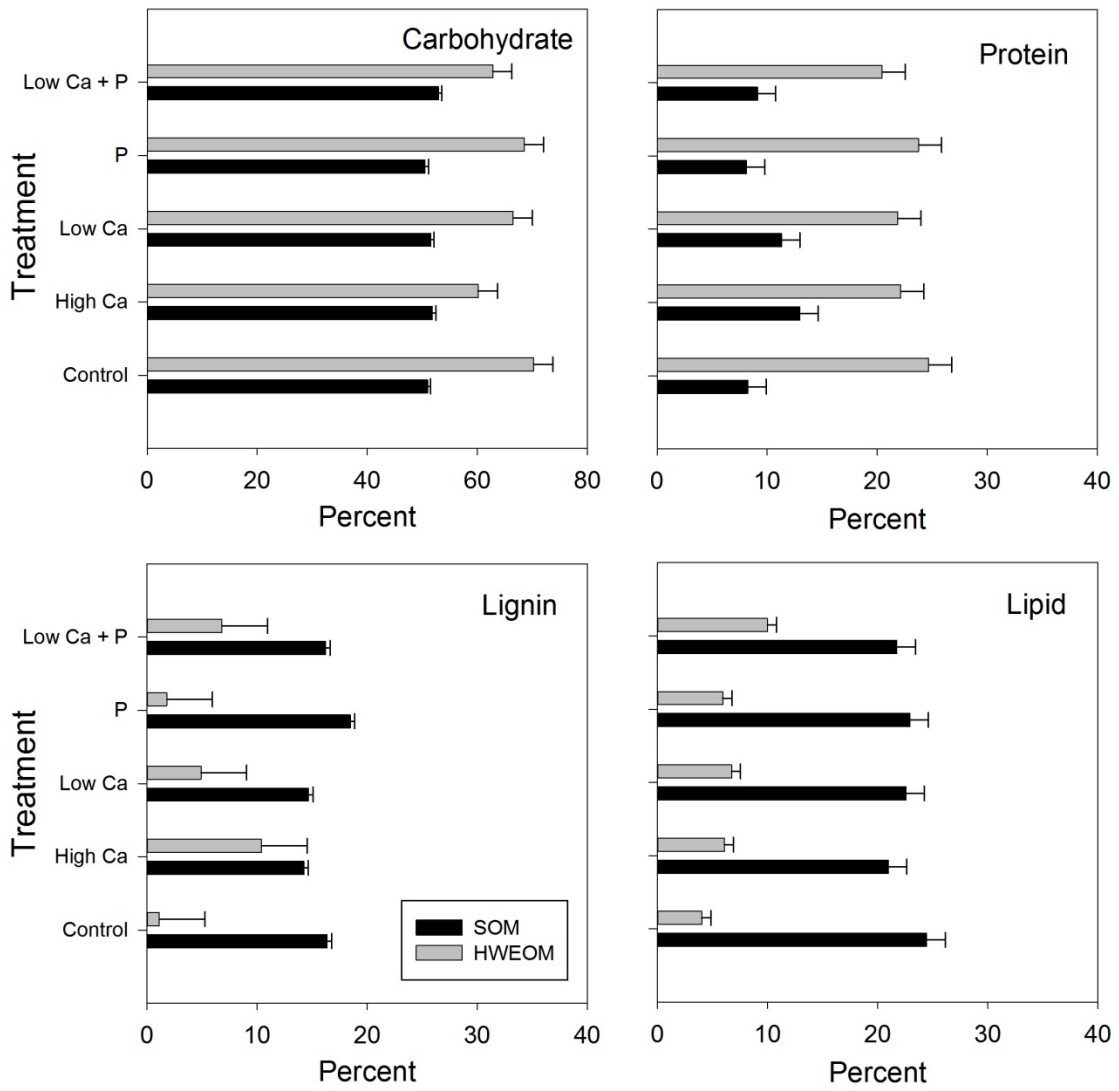 Carbohydrate
Treatment
Low Ca + P
P
Low Ca
High Ca
Control
0 20 40 60 80
Percent
Protein
0 10 20 30 40
Percent
Lignin
Treatment
Low Ca + P
P
Low Ca
High Ca
Control
SOM
HWEOM
0 10 20 30 40
Percent
Lipid
0 10 20 30 40
Percent